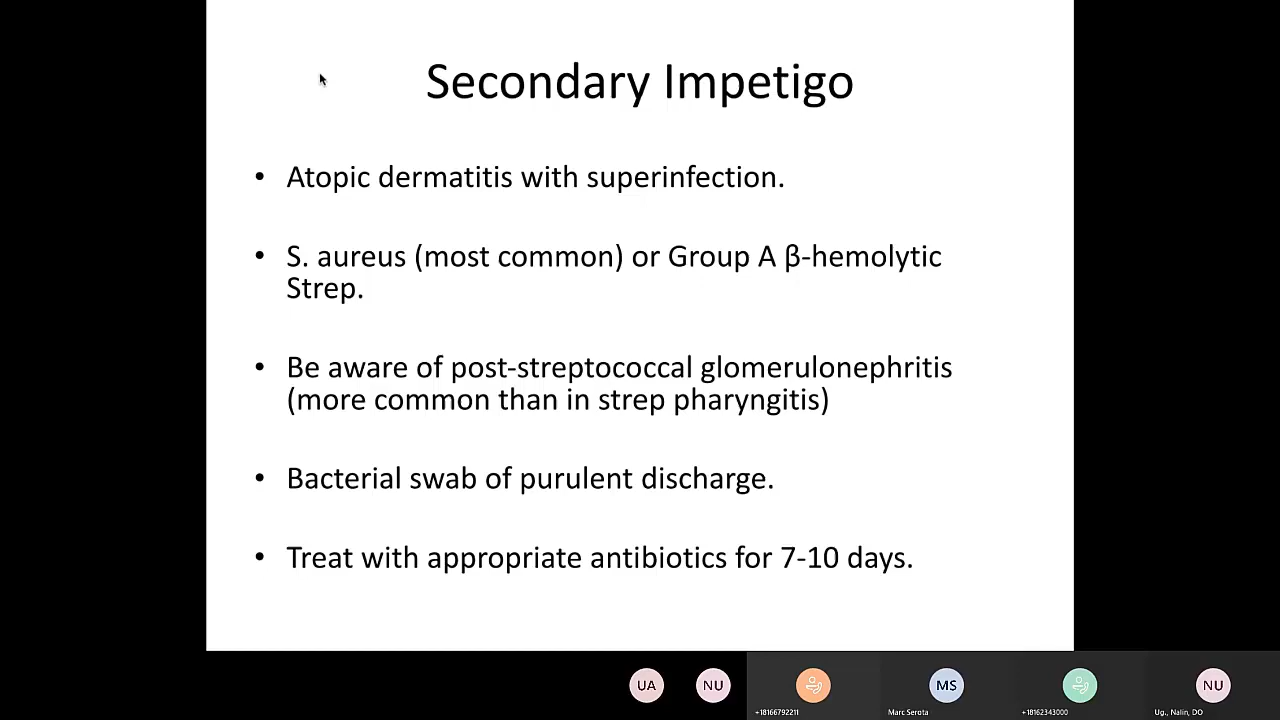 Secondary Impetigo
• Atopic dermatitis with superinfection.
• S. aureus (most common) or Group A β-hemolytic
Strep.
• Be aware of post-streptococcal glomerulonephritis
(more common than in strep pharyngitis)
• Bacterial swab of purulent discharge.
• Treat with appropriate antibiotics for 7-10 days.
UA
NU
MS
NU
+18166792211
Marc Serota
+18162343000
Ug., Nalin, DO